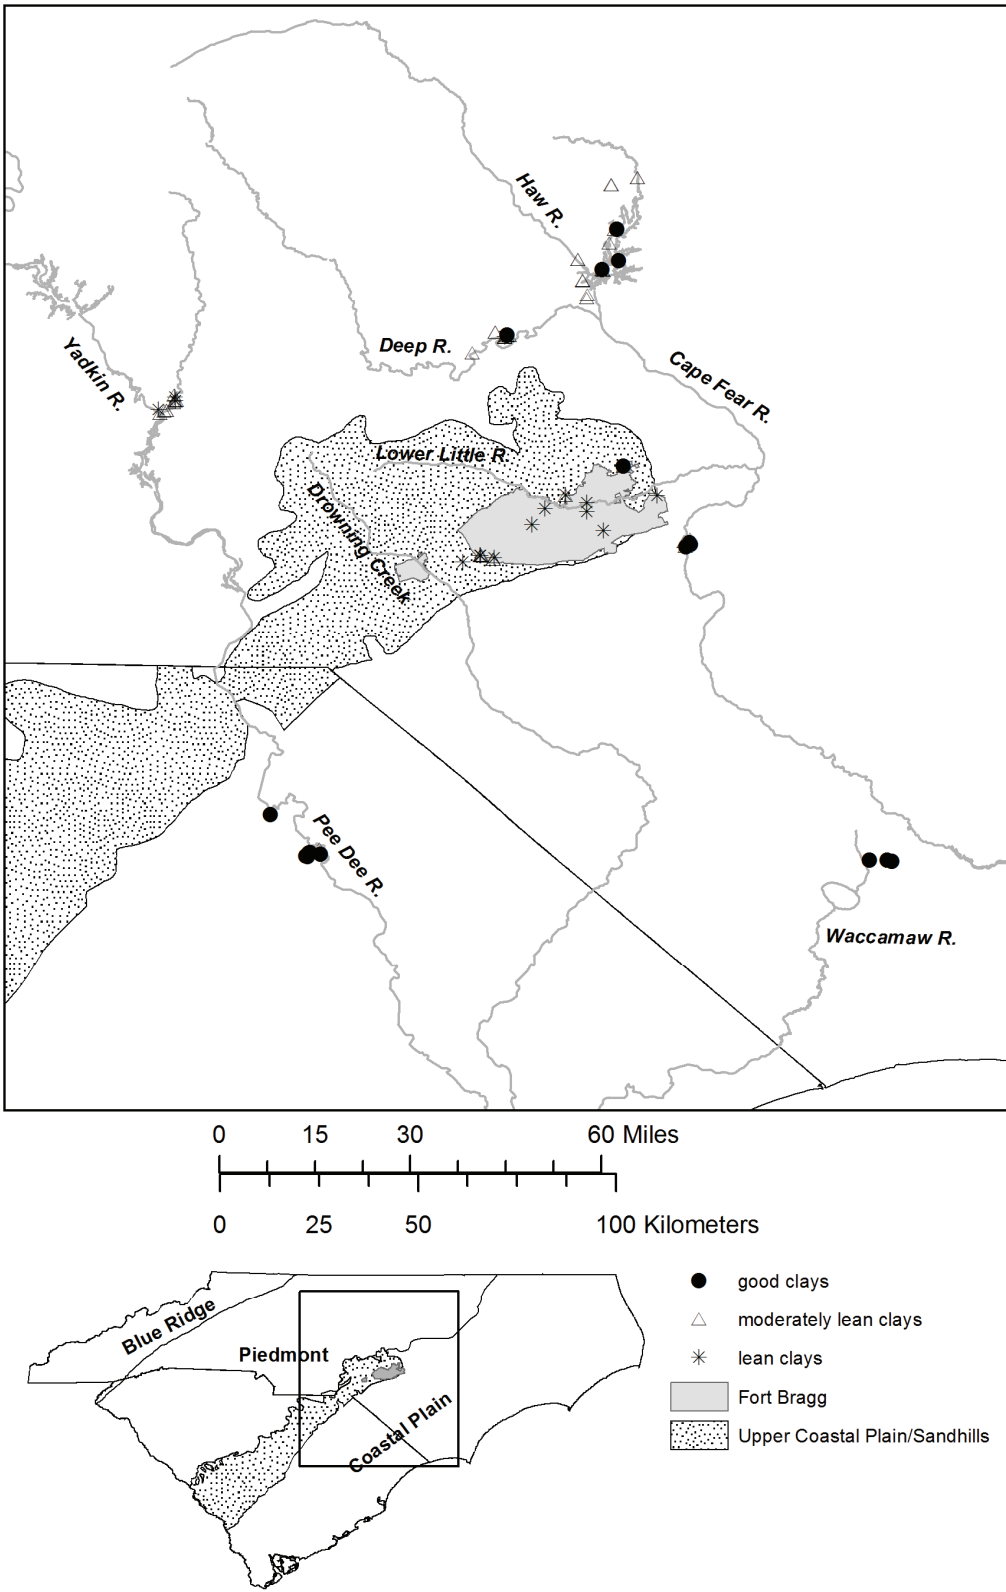 Haw R.
Deep R.
Yadkin R.
Cape Fear R.
Lower Little R.
Drowning Creek
Pee Dee R.
Waccamaw R.
0 15 30 60 Miles
0 25 50 100 Kilometers
good clays
moderately lean clays
lean clays
Fort Bragg
Upper Coastal Plain/Sandhills
Blue Ridge
Piedmont
Coastal Plain